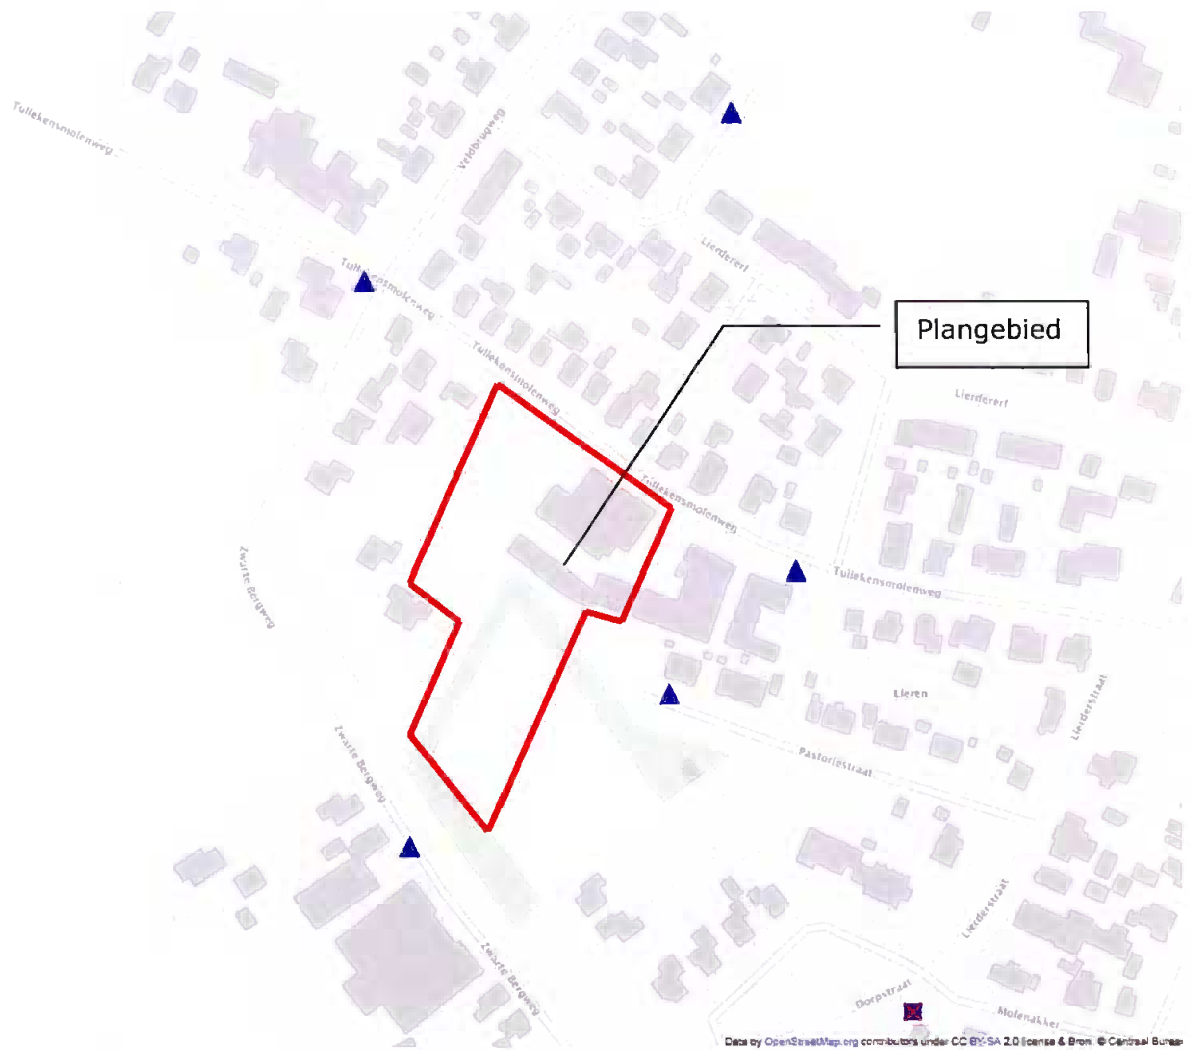 Tullekensmolenweg
Veldbrugweg
Lierdererf
Tullekensmolenweg
Plangebied
Tullekensmolenweg
Lierdererf
Tullekensmolenweg
Zwarte Bergweg
Tullekensmolenweg
Lieren
Lierderstraat
Zwarte Bergweg
Pastoriestraat
Lierderstraat
Zwarte Bergweg
Dorpstraat
Molenakker
Data by OpenStreetMap.org contributors under CC BY-SA 2.0 license & Bron: © Centraal Bureau